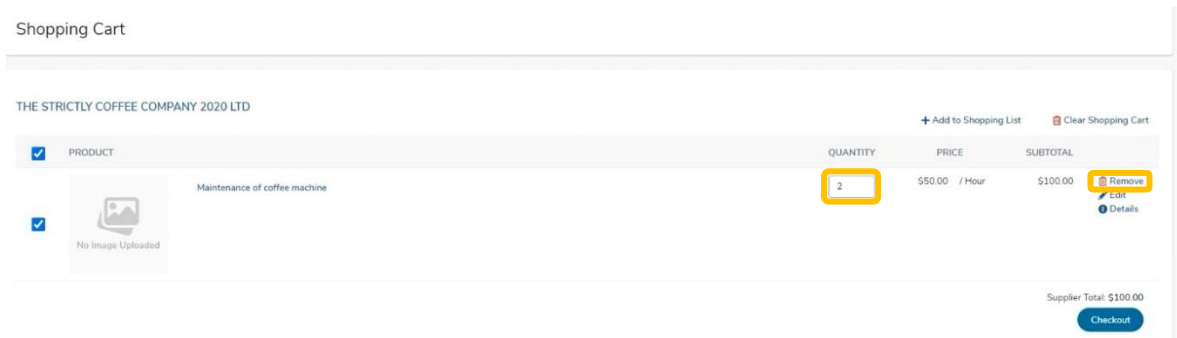 Shopping Cart
THE STRICTLY COFFEE COMPANY 2020 LTD
+ Add to Shopping List Clear Shopping Cart
PRODUCT QUANTITY PRICE SUBTOTAL
Maintenance of coffee machine 2 $50.00 / Hour $100.00 Remove
Edit
Details
No Image Uploaded
Supplier Total: $100.00
Checkout